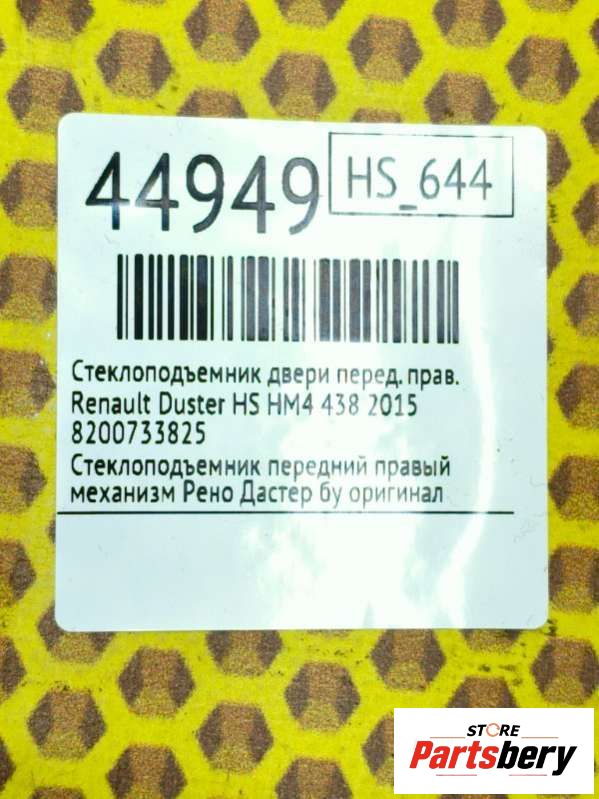 44949
HS_644
Стеклоподъемник двери перед. прав.
Renault Duster HS HM4 438 2015
8200733825
Стеклоподъемник передний правый
механизм Рено Дастер бу оригинал
STORE
Partsbery